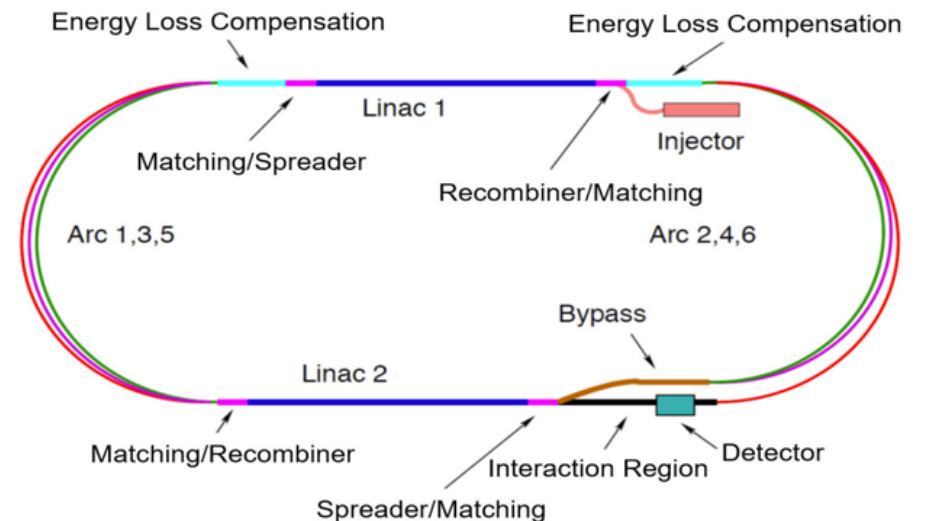 Energy Loss Compensation
Energy Loss Compensation
Linac 1
Injector
Matching/Spreader
Recombiner/Matching
Arc 1,3,5
Arc 2,4,6
Bypass
Linac 2
Matching/Recombiner
Interaction Region
Detector
Spreader/Matching